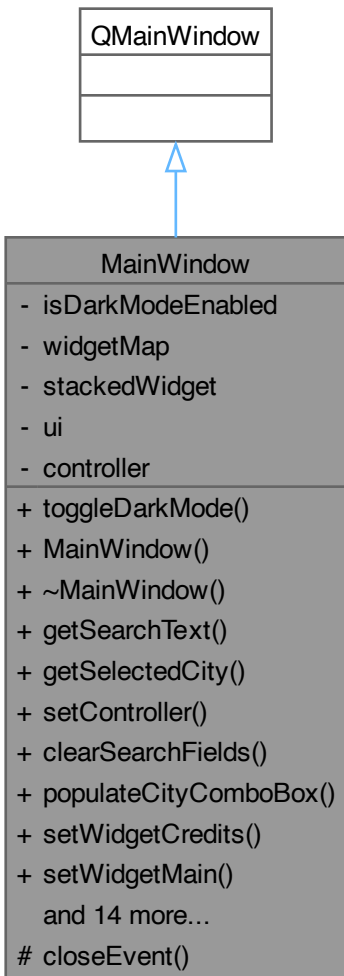 QMainWindow
MainWindow
- isDarkModeEnabled
- widgetMap
- stackedWidget
- ui
- controller
+ toggleDarkMode()
+ MainWindow()
+ ~MainWindow()
+ getSearchText()
+ getSelectedCity()
+ setController()
+ clearSearchFields()
+ populateCityComboBox()
+ setWidgetCredits()
+ setWidgetMain()
and 14 more...
# closeEvent()